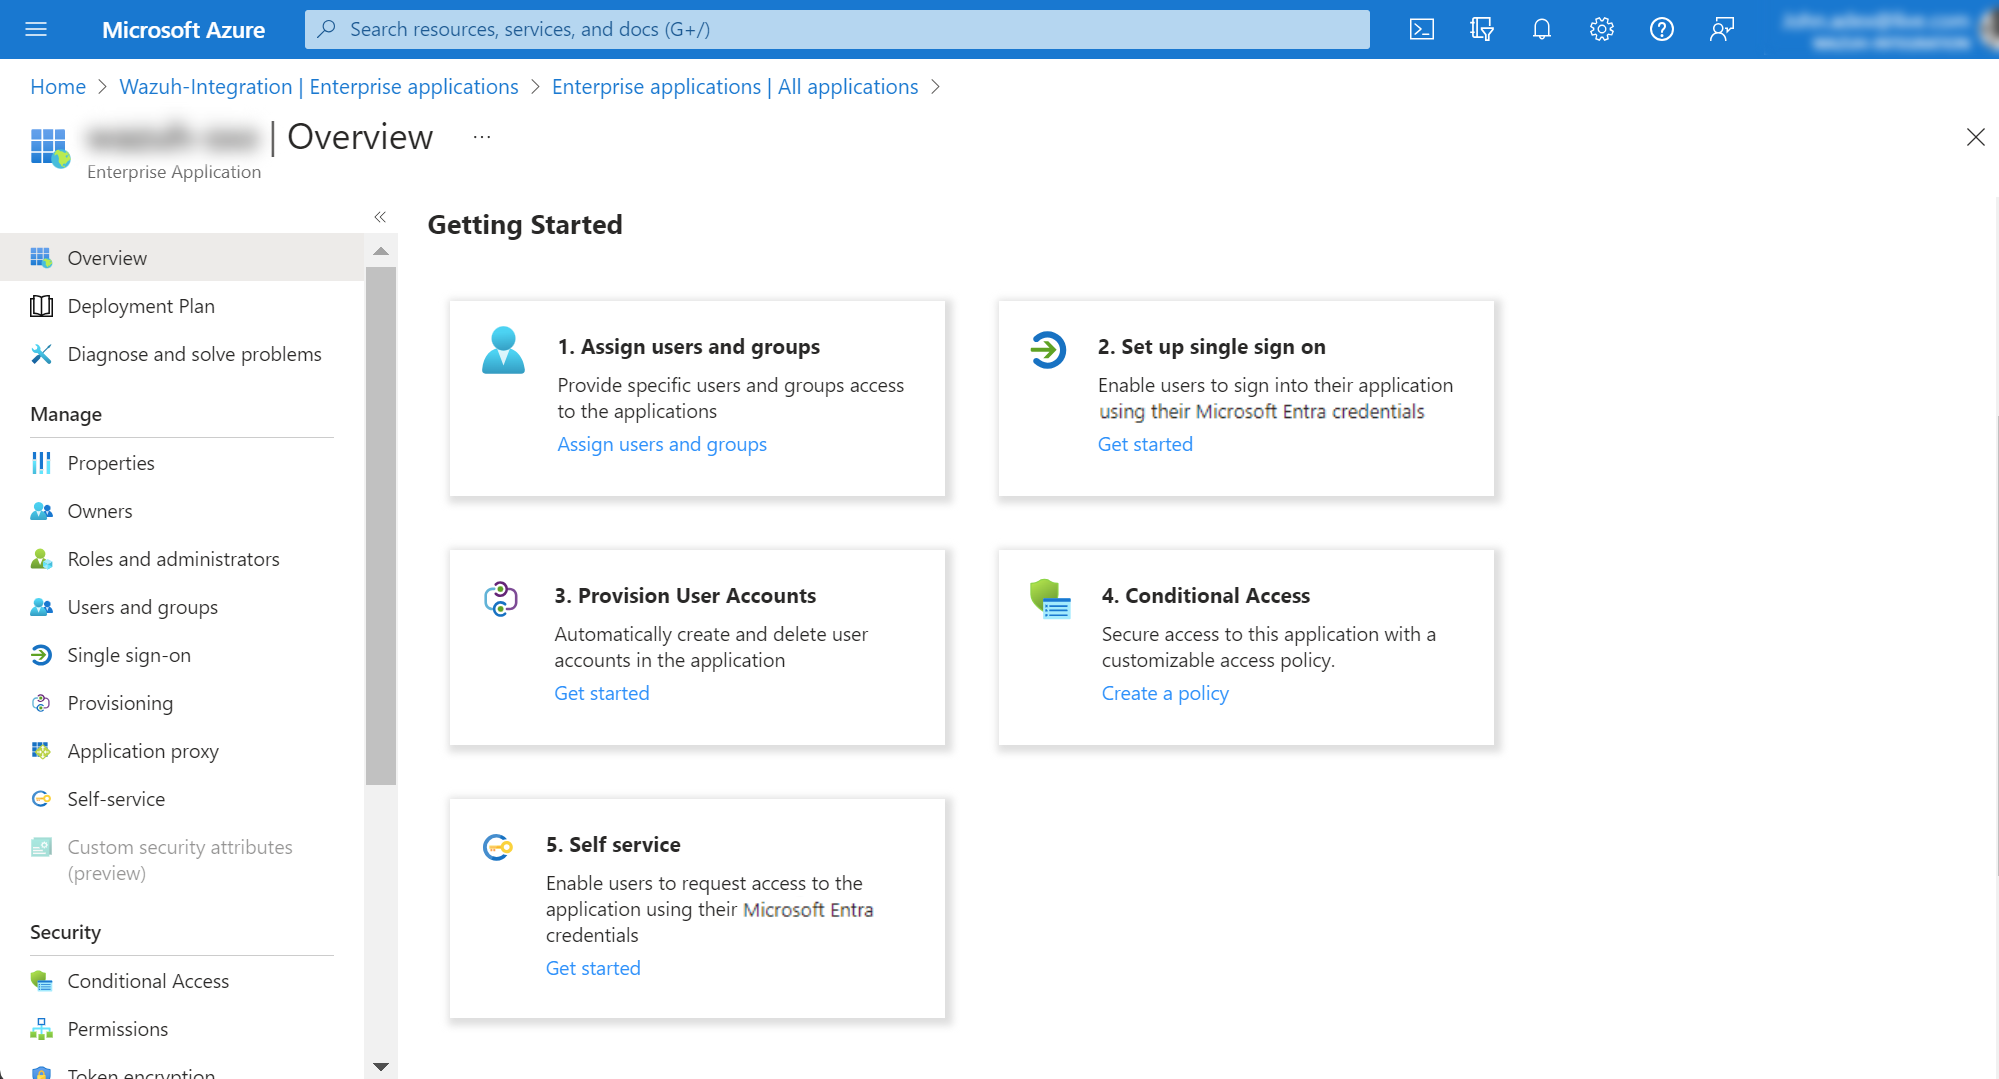 Microsoft Azure
Search resources, services, and docs (G+/)
Home > Wazuh-Integration | Enterprise applications > Enterprise applications | All applications >
| Overview ...
Enterprise Application
«
Overview
Deployment Plan
Diagnose and solve problems
Manage
Properties
Owners
Roles and administrators
Users and groups
Single sign-on
Provisioning
Application proxy
Self-service
Custom security attributes
(preview)
Security
Conditional Access
Permissions
Token encryption
Getting Started
1. Assign users and groups
Provide specific users and groups access
to the applications
Assign users and groups
2. Set up single sign on
Enable users to sign into their application
using their Microsoft Entra credentials
Get started
3. Provision User Accounts
Automatically create and delete user
accounts in the application
Get started
4. Conditional Access
Secure access to this application with a
customizable access policy.
Create a policy
5. Self service
Enable users to request access to the
application using their Microsoft Entra
credentials
Get started